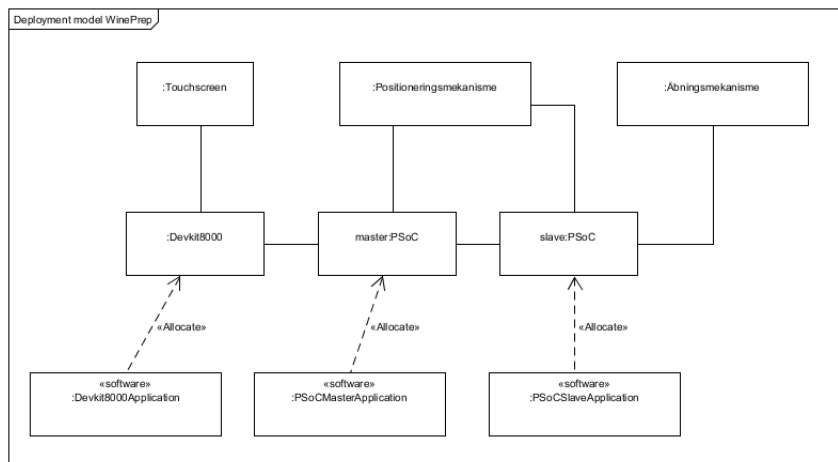 Deployment model WinePrep
:Touchscreen
:Positioneringsmekanisme
:Åbningsmekanisme
:Devkit8000
master:PSoC
slave:PSoC
«Allocate»
«Allocate»
«Allocate»
«software»
:Devkit8000Application
«software»
:PSoCMasterApplication
«software»
:PSoCSlaveApplication